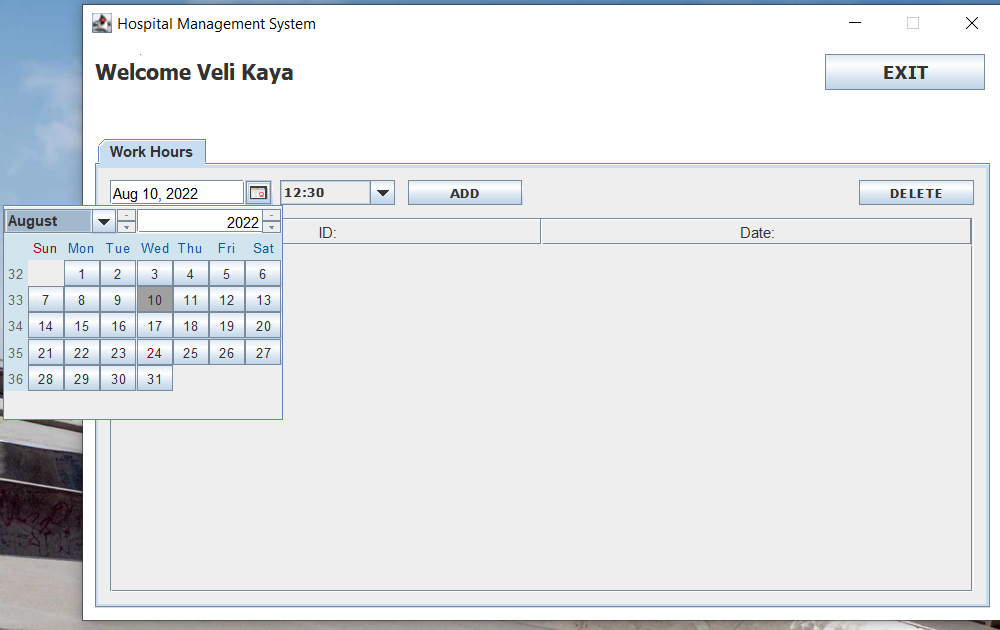 Hospital Management System
Welcome Veli Kaya
EXIT
Work Hours
Aug 10, 2022 12:30 ADD DELETE
August 2022
ID: Date:
Sun Mon Tue Wed Thu Fri Sat
32 1 2 3 4 5 6
33 7 8 9 10 11 12 13
34 14 15 16 17 18 19 20
35 21 22 23 24 25 26 27
36 28 29 30 31